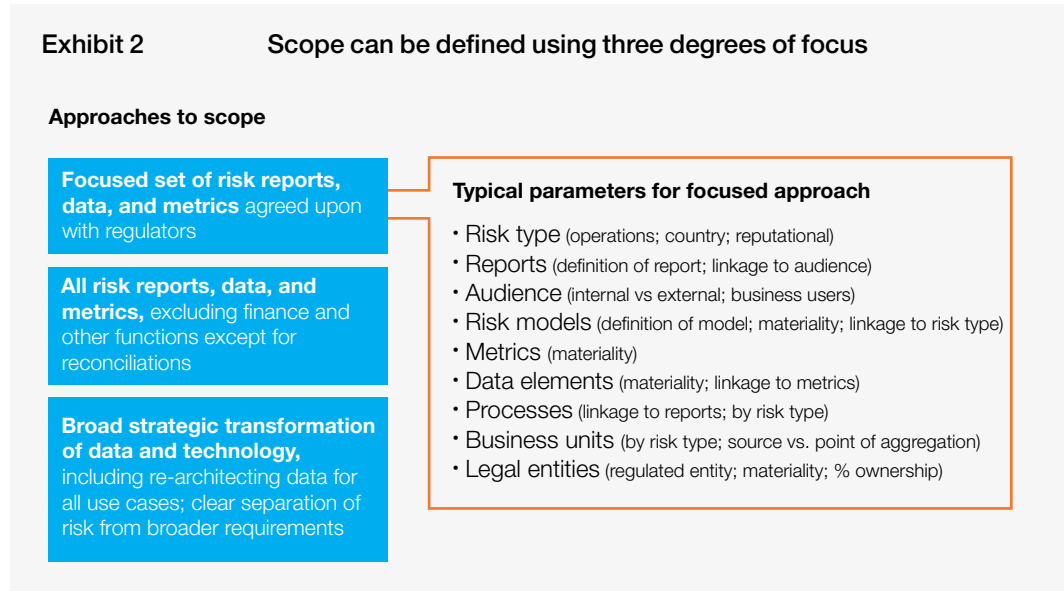 Exhibit 2 Scope can be defined using three degrees of focus
Approaches to scope
Focused set of risk reports,
data, and metrics agreed upon
with regulators
All risk reports, data, and
metrics, excluding finance and
other functions except for
reconciliations
Broad strategic transformation
of data and technology,
including re-architecting data for
all use cases; clear separation of
risk from broader requirements
Typical parameters for focused approach
• Risk type (operations; country; reputational)
• Reports (definition of report; linkage to audience)
• Audience (internal vs external; business users)
• Risk models (definition of model; materiality; linkage to risk type)
• Metrics (materiality)
• Data elements (materiality; linkage to metrics)
• Processes (linkage to reports; by risk type)
• Business units (by risk type; source vs. point of aggregation)
• Legal entities (regulated entity; materiality; % ownership)